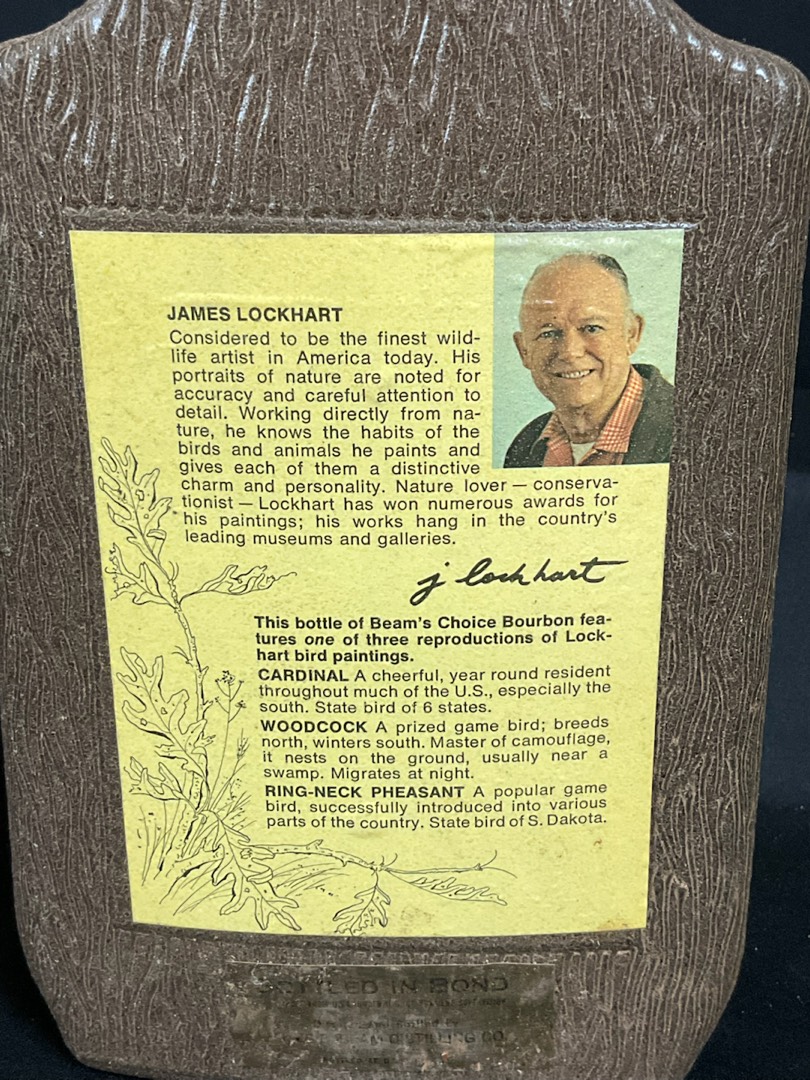 JAMES LOCKHART
Considered to be the finest wild-
life artist in America today. His
portraits of nature are noted for
accuracy and careful attention to
detail. Working directly from na-
ture, he knows the habits of the
birds and animals he paints and
gives each of them a distinctive
charm and personality. Nature lover — conserva-
tionist — Lockhart has won numerous awards for
his paintings; his works hang in the country's
leading museums and galleries.
j lockhart
This bottle of Beam's Choice Bourbon fea-
tures one of three reproductions of Lock-
hart bird paintings.
CARDINAL A cheerful, year round resident
throughout much of the U.S., especially the
south. State bird of 6 states.
WOODCOCK A prized game bird; breeds
north, winters south. Master of camouflage,
it nests on the ground, usually near a
swamp. Migrates at night.
RING-NECK PHEASANT A popular game
bird, successfully introduced into various
parts of the country. State bird of S. Dakota.
BOTTLED IN BOND
DISTILLING CO.